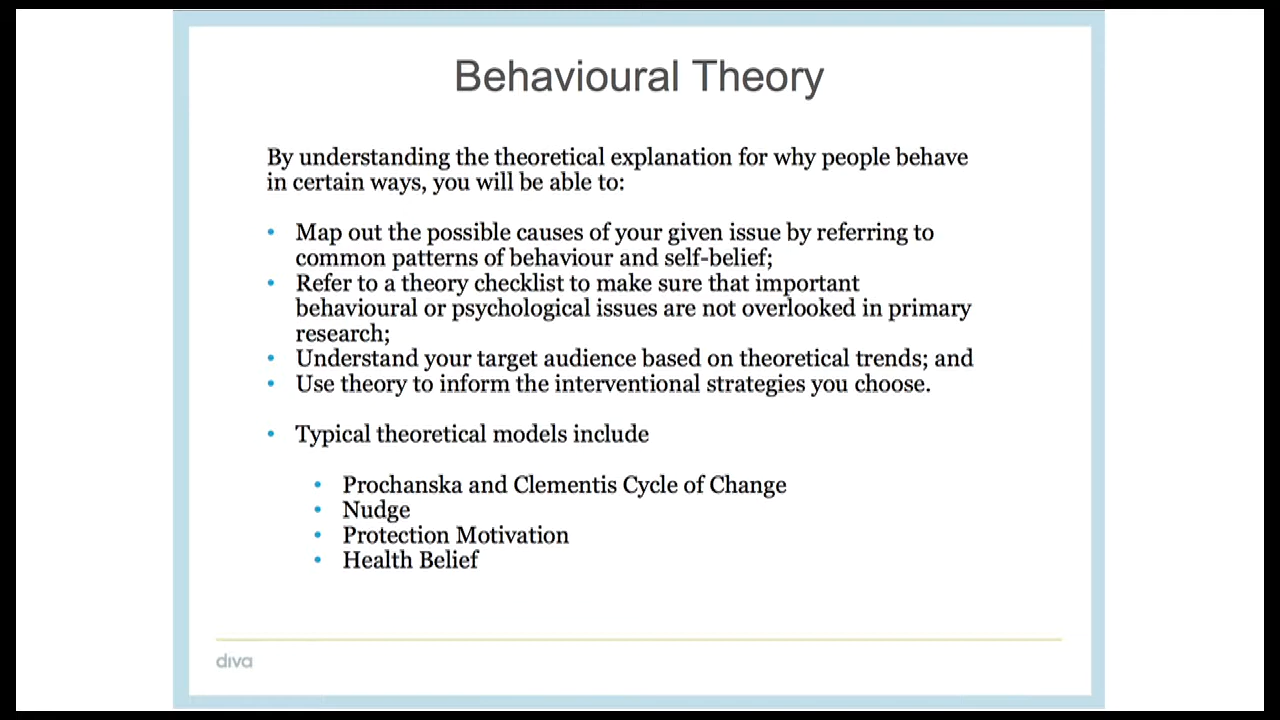 Behavioural Theory
By understanding the theoretical explanation for why people behave
in certain ways, you will be able to:
• Map out the possible causes of your given issue by referring to
common patterns of behaviour and self-belief;
• Refer to a theory checklist to make sure that important
behavioural or psychological issues are not overlooked in primary
research;
• Understand your target audience based on theoretical trends; and
• Use theory to inform the interventional strategies you choose.
• Typical theoretical models include
• Prochanska and Clementis Cycle of Change
• Nudge
• Protection Motivation
• Health Belief
diva